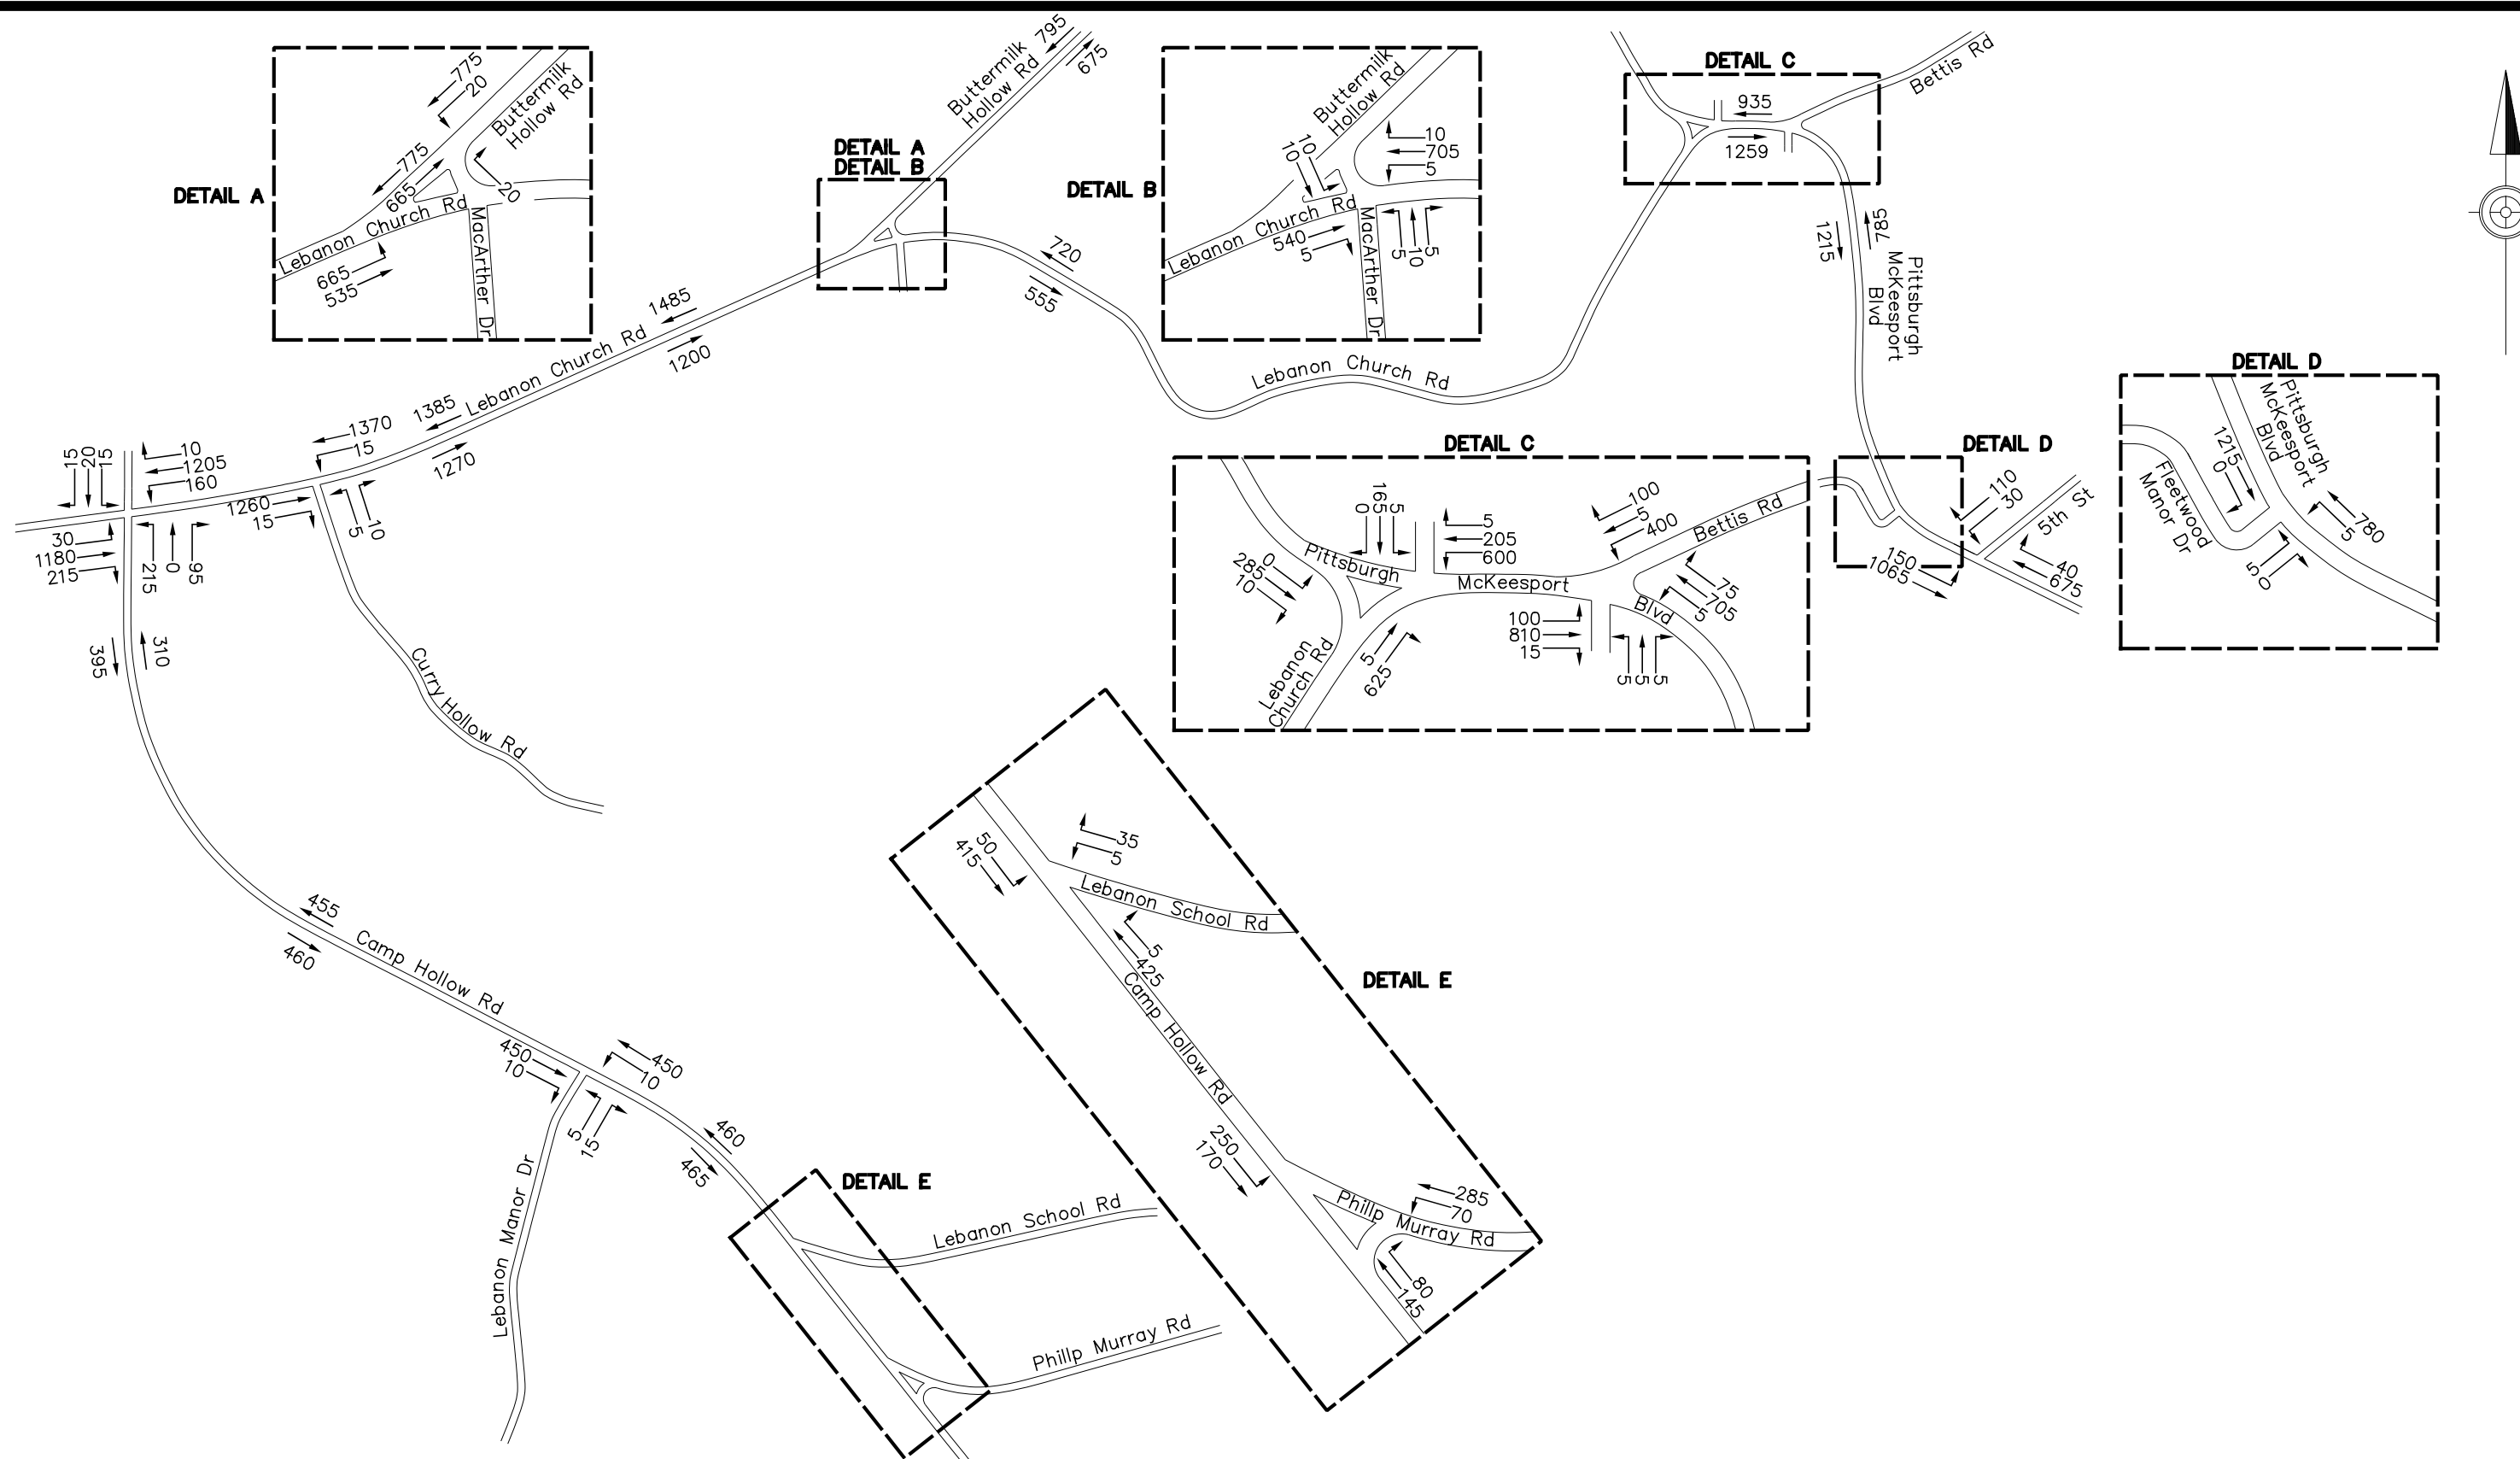 DETAIL A
775
20
Buttermilk
Hollow Rd
775
665
20
Lebanon Church Rd
MacArther Dr
665
535
Buttermilk
Hollow Rd
795
675
DETAIL A
DETAIL B
DETAIL B
Buttermilk
Hollow Rd
10
10
10
705
5
Lebanon Church Rd
MacArther Dr
540
5
5
10
5
DETAIL C
935
1259
Bettis Rd
1215
785
Pittsburgh
McKeesport
Blvd
720
555
1485
1200
Lebanon Church Rd
Lebanon Church Rd
1385
1270
1370
15
1260
15
5
10
15
20
15
10
1205
160
30
1180
215
215
0
95
395
310
Curry Hollow Rd
DETAIL C
Pittsburgh
McKeesport
Blvd
Bettis Rd
Lebanon
Church Rd
0
165
5
5
205
600
100
5
400
0
285
10
5
625
100
810
15
5
5
5
75
705
5
DETAIL D
110
30
5th St
150
1065
40
675
DETAIL D
Pittsburgh
McKeesport
Blvd
1215
0
Fleetwood
Manor Dr
780
5
5
0
455
460
Camp Hollow Rd
450
10
450
10
5
15
Lebanon Manor Dr
460
465
DETAIL E
Lebanon School Rd
Phillp Murray Rd
DETAIL E
50
415
35
5
Lebanon School Rd
5
425
Camp Hollow Rd
250
170
285
70
Phillp Murray Rd
80
145